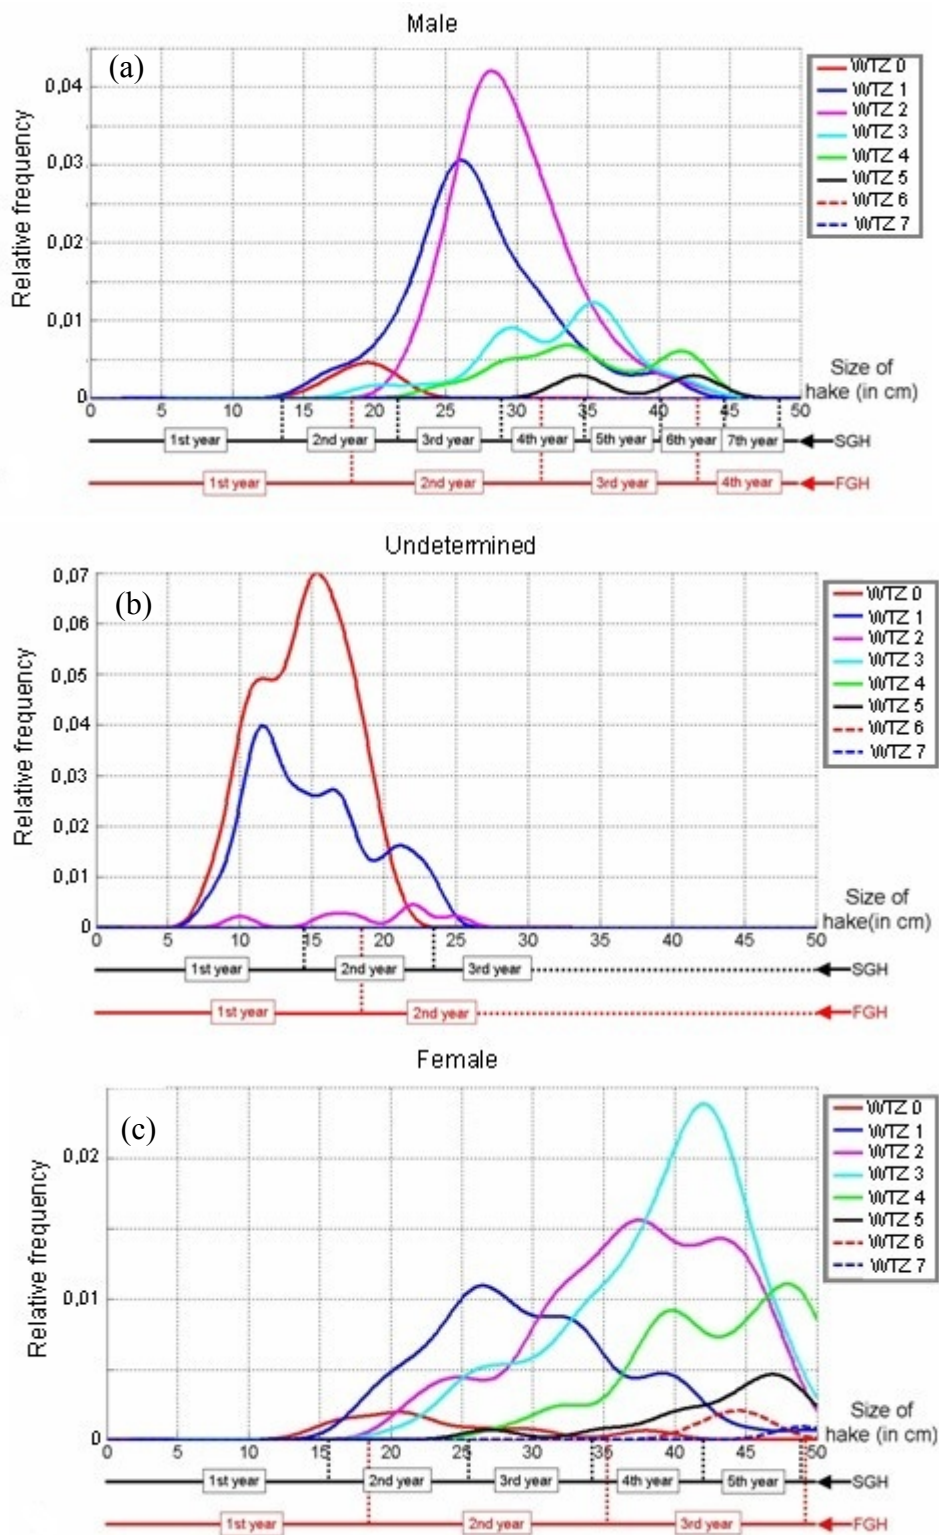 Male
(a)
Relative frequency
0,04
0,03
0,02
0,01
0
WTZ 0
WTZ 1
WTZ 2
WTZ 3
WTZ 4
WTZ 5
WTZ 6
WTZ 7
Size of
hake (in cm)
0 5 10 15 20 25 30 35 40 45 50
1st year 2nd year 3rd year 4th year 5th year 6th year 7th year SGH
1st year 2nd year 3rd year 4th year FGH
Undetermined
(b)
Relative frequency
0,07
0,06
0,05
0,04
0,03
0,02
0,01
0
WTZ 0
WTZ 1
WTZ 2
WTZ 3
WTZ 4
WTZ 5
WTZ 6
WTZ 7
Size of
hake(in cm)
0 5 10 15 20 25 30 35 40 45 50
1st year 2nd year 3rd year SGH
1st year 2nd year FGH
Female
(c)
Relative frequency
0,02
0,01
0
WTZ 0
WTZ 1
WTZ 2
WTZ 3
WTZ 4
WTZ 5
WTZ 6
WTZ 7
Size of
hake (in cm)
0 5 10 15 20 25 30 35 40 45 50
1st year 2nd year 3rd year 4th year 5th year SGH
1st year 2nd year 3rd year FGH